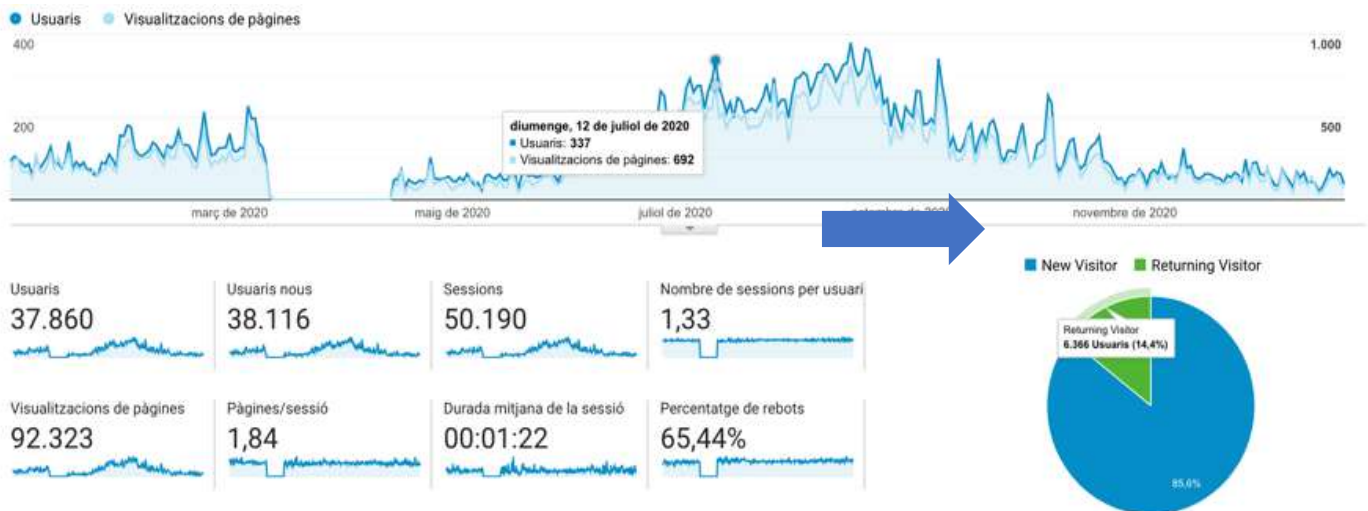 Usuaris Visualitzacions de pàgines
400 1.000
200 500
diumenge, 12 de juliol de 2020
Usuaris: 337
Visualitzacions de pàgines: 692
març de 2020 maig de 2020 juliol de 2020 novembre de 2020
New Visitor Returning Visitor
Usuaris
37.860
Usuaris nous
38.116
Sessions
50.190
Nombre de sessions per usuari
1,33
Visualitzacions de pàgines
92.323
Pàgines/sessió
1,84
Durada mitjana de la sessió
00:01:22
Percentatge de rebots
65,44%
Returning Visitor
6.366 Usuaris (14,4%)
85,6%